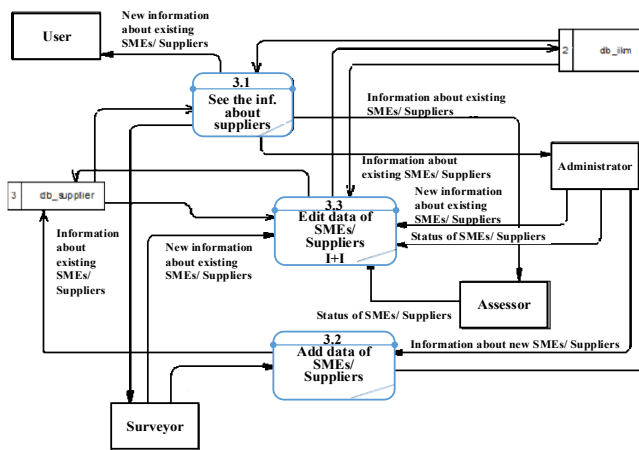 New information
about existing
SMEs/ Suppliers
User
2
db_ikm
3.1
See the inf.
about
suppliers
Information about existing
SMEs/ Suppliers
Information about
existing SMEs/ Suppliers
Administrator
3
db_supplier
3.3
Edit data of
SMEs/
Suppliers
I+I
New information
about existing
SMEs/ Suppliers
Status of SMEs/ Suppliers
Information
about
existing
SMEs/
Suppliers
New information
about existing
SMEs/ Suppliers
Status of SMEs/ Suppliers
Assessor
3.2
Add data of
SMEs/
Suppliers
Information about new SMEs/ Suppliers
Surveyor